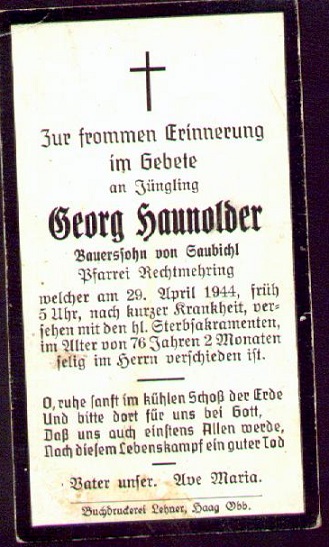 Zur frommen Erinnerung
im Gebete
an Jüngling
Georg Haunolder
Bauerssohn von Saubichl
Pfarrei Rechtmehring
welcher am 29. April 1944, früh
5 Uhr, nach kurzer Krankheit, ver-
sehen mit den hl. Sterbsakramenten,
im Alter von 76 Jahren 2 Monaten
selig im Herrn verschieden ist.
O, ruhe sanft im kühlen Schoß der Erde
Und bitte dort für uns bei Gott,
Daß uns auch einstens Allen werde,
Nach diesem Lebenskampf ein guter Tod
Vater unser. Ave Maria.
Buchdruckerei Lehner, Haag Obb.